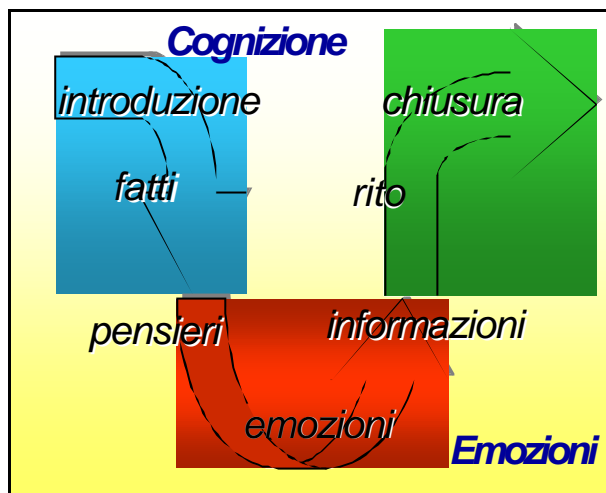 Cognizione
introduzione
fatti
pensieri
emozioni
informazioni
rito
chiusura
Emozioni